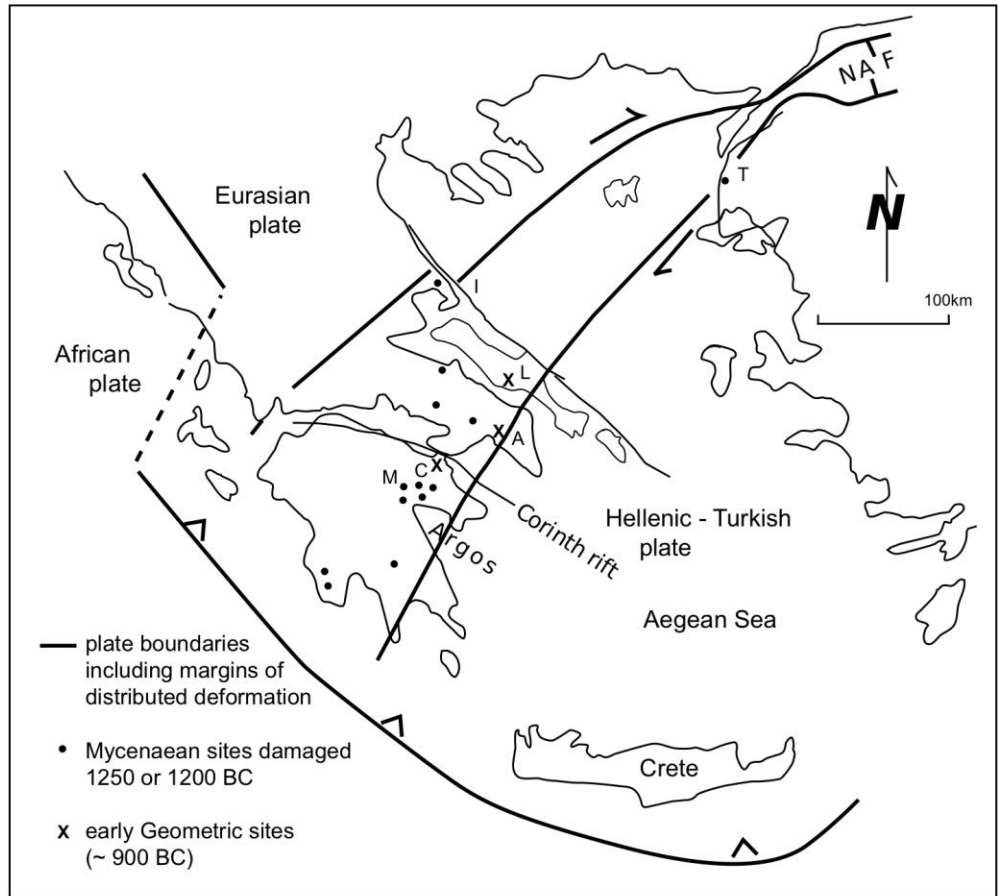 N A F
Eurasian
plate
T
N
100km
I
African
plate
L
A
C
M
Corinth rift
Argos
Hellenic - Turkish
plate
Aegean Sea
Crete
plate boundaries
including margins of
distributed deformation
• Mycenaean sites damaged
1250 or 1200 BC
x early Geometric sites
(~ 900 BC)
x
x
x